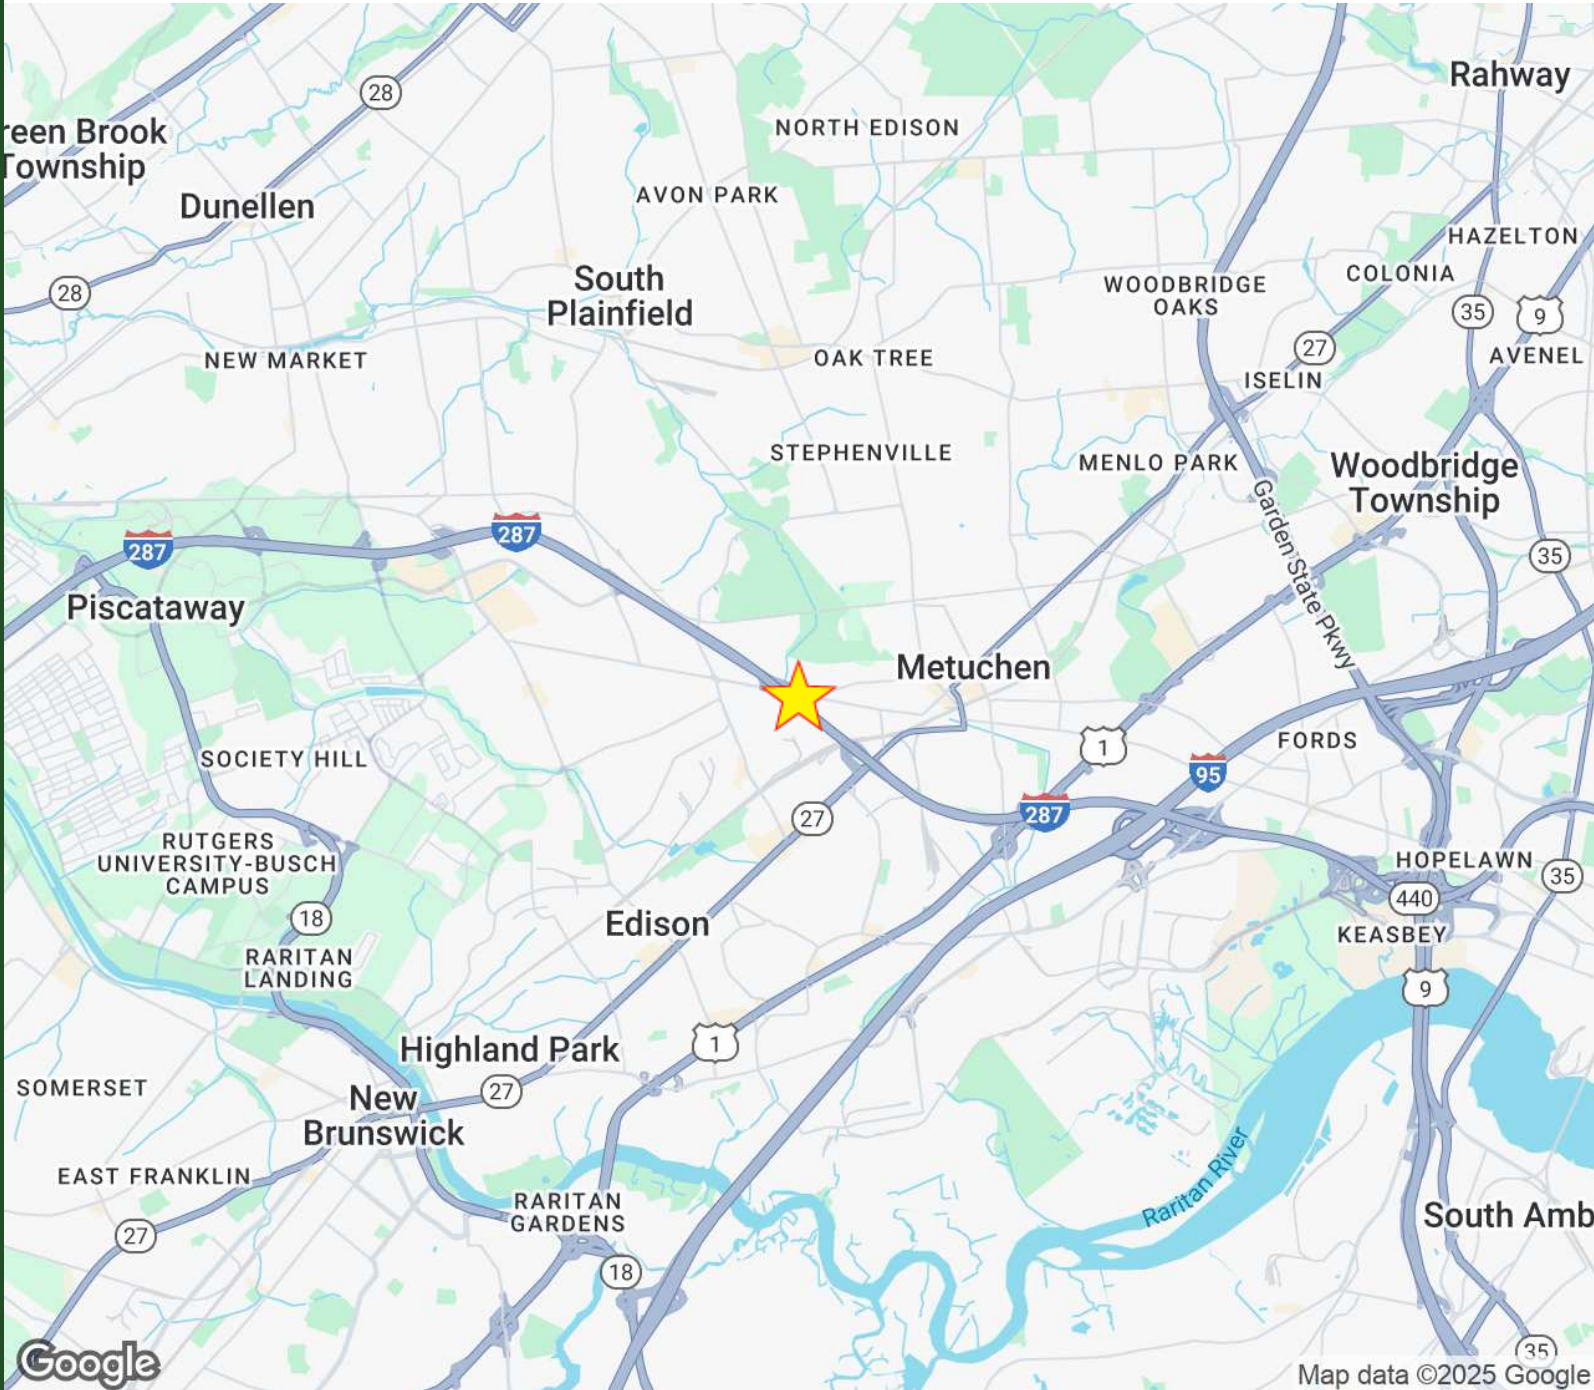 Rahway
28
reen Brook
Township
NORTH EDISON
Dunellen
AVON PARK
HAZELTON
South
Plainfield
COLONIA
WOODBRIDGE
OAKS
28
35
9
27
AVENEL
NEW MARKET
OAK TREE
ISELIN
STEPHENVILLE
MENLO PARK
Woodbridge
Township
Garden State Pkwy
287
287
35
Piscataway
Metuchen
SOCIETY HILL
1
FORDS
95
287
27
RUTGERS
UNIVERSITY-BUSCH
CAMPUS
HOPELAWN
35
440
18
Edison
KEASBEY
RARITAN
LANDING
9
Highland Park
1
SOMERSET
27
New
Brunswick
EAST FRANKLIN
Raritan River
RARITAN
GARDENS
South Amb
27
18
35
Google
Map data ©2025 Google